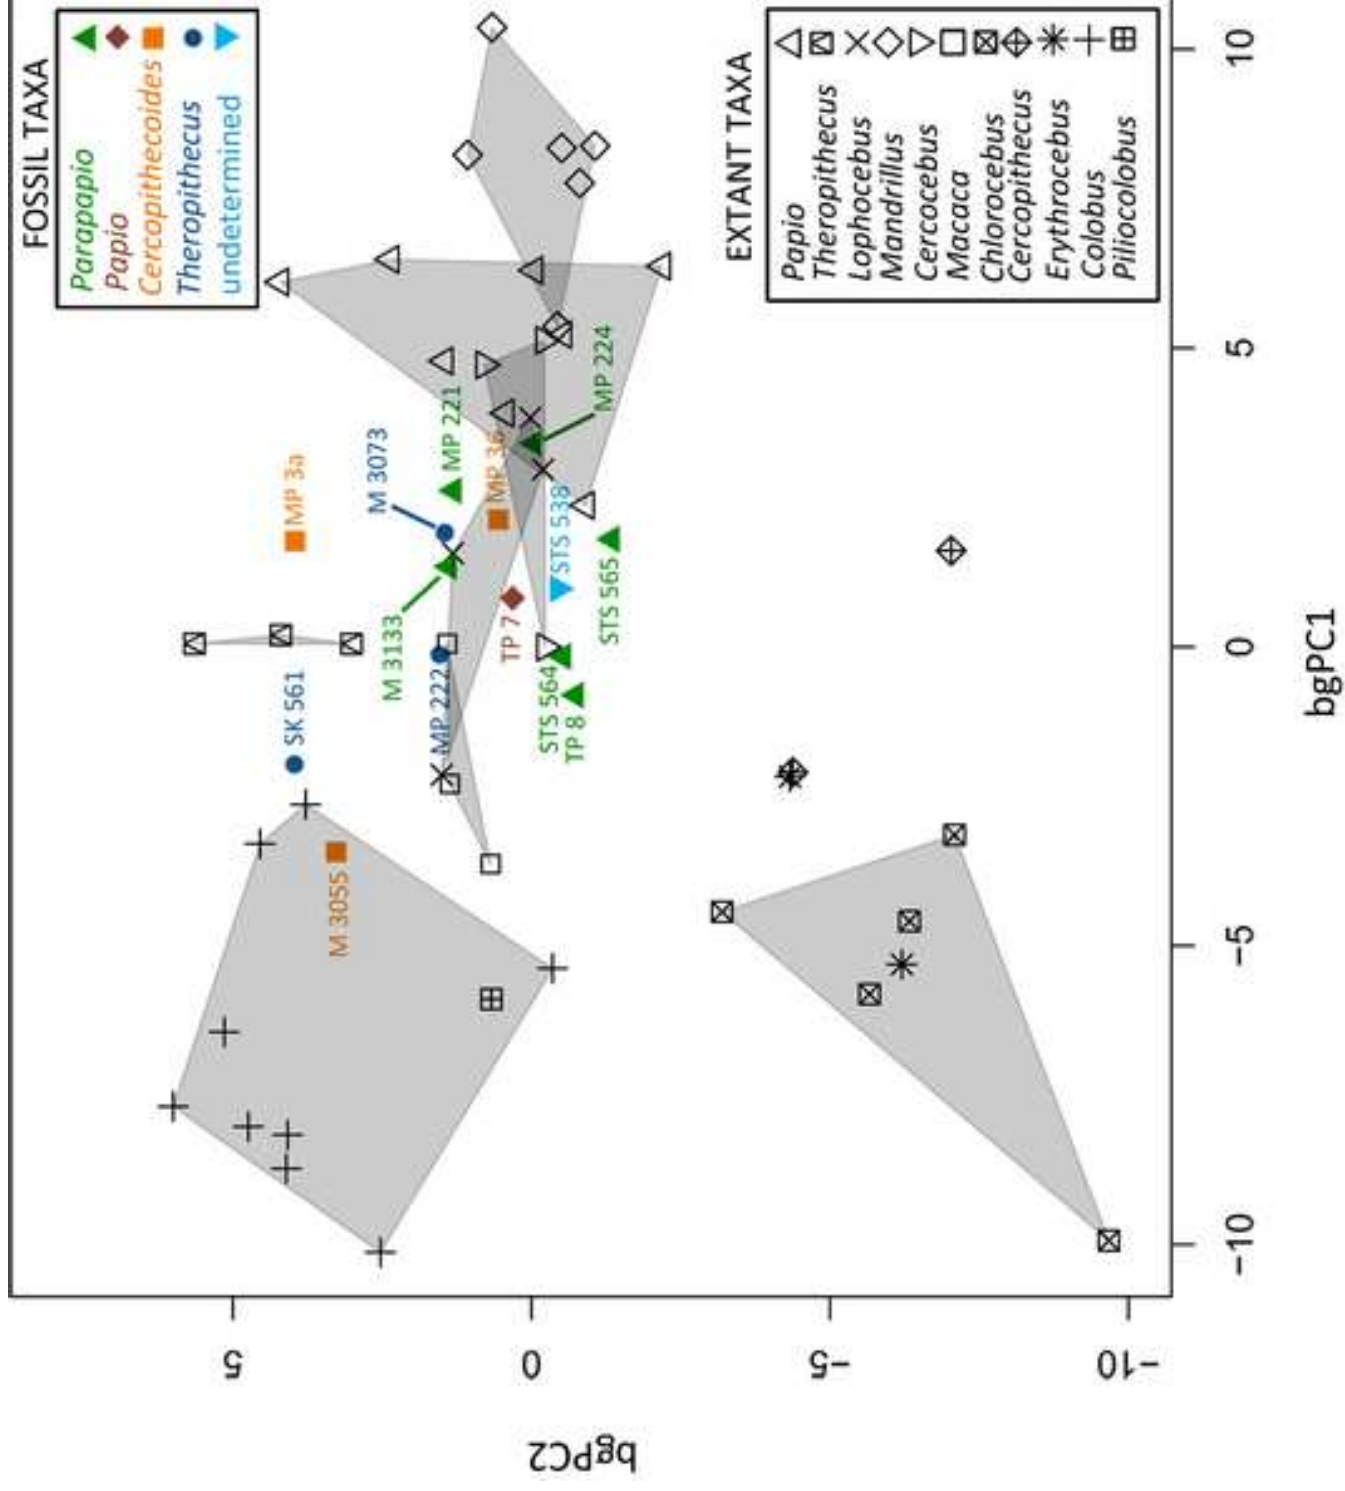 FOSSIL TAXA
Parapapio
Papio
Cercopithecoides
Theropithecus
undetermined
EXTANT TAXA
Papio
Theropithecus
Lophocebus
Mandrillus
Cercocebus
Macaca
Chlorocebus
Cercopithecus
Erythrocebus
Colobus
Piliocolobus
MP 3a
M 3073
MP 221
MP 36
MP 224
SK 561
M 3133
MP 222
TP 7
STS 538
STS 565
STS 564
TP 8
M 3055
5
0
-5
-10
bgPC2
-10
-5
0
5
10
bgPC1